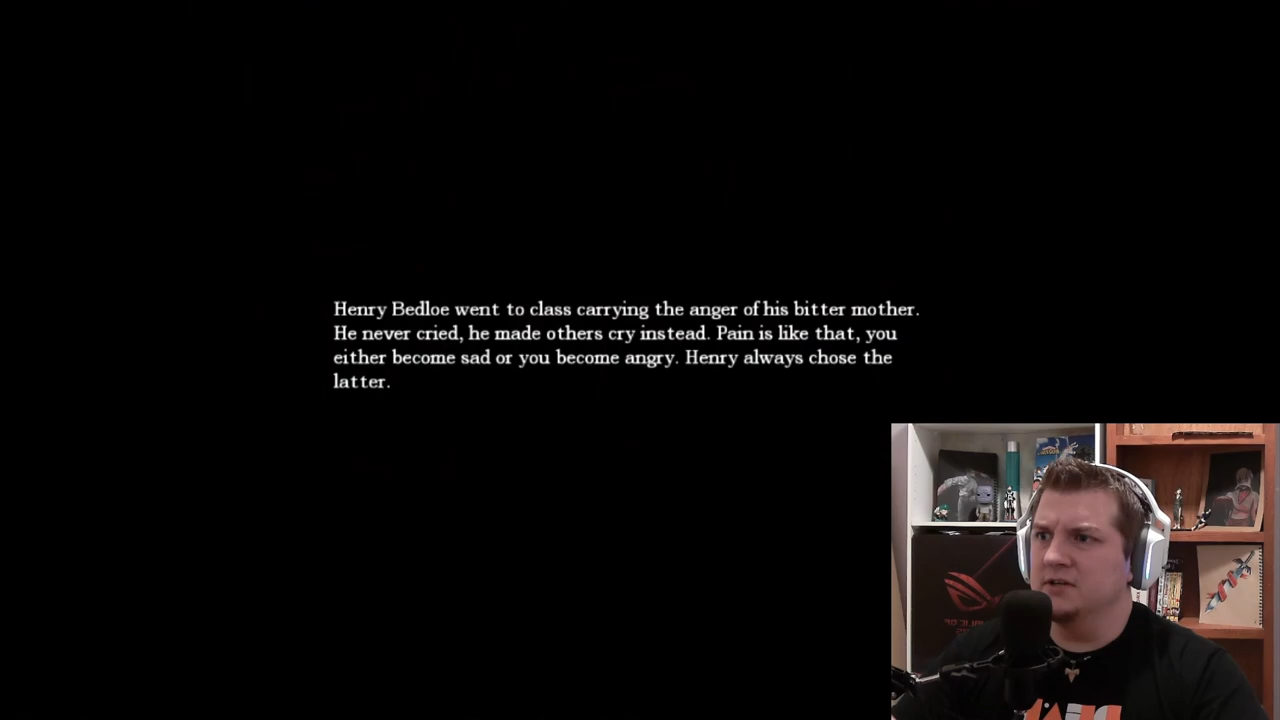 Henry Bedloe went to class carrying the anger of his bitter mother.
He never cried, he made others cry instead. Pain is like that, you
either become sad or you become angry. Henry always chose the
latter.